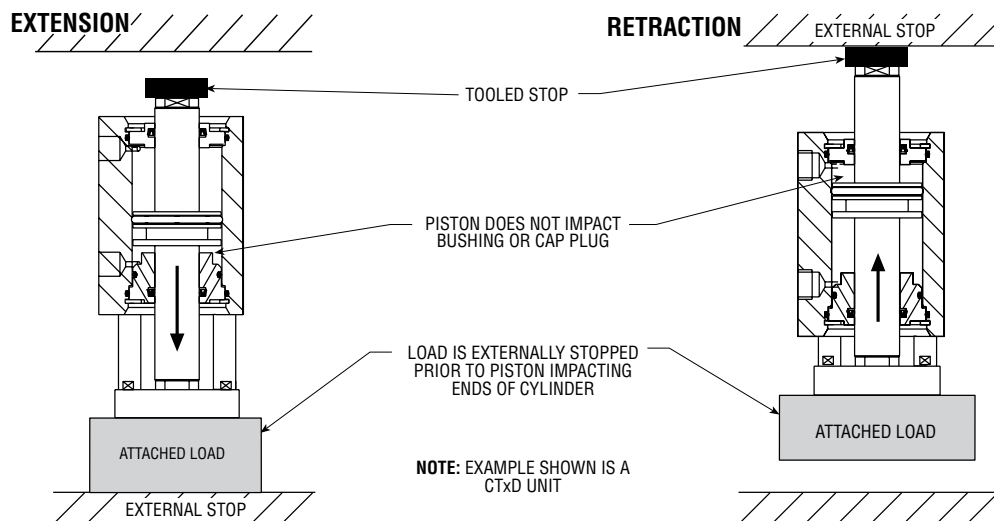 EXTENSION
RETRACTION
EXTERNAL STOP
TOOLED STOP
PISTON DOES NOT IMPACT
BUSHING OR CAP PLUG
LOAD IS EXTERNALLY STOPPED
PRIOR TO PISTON IMPACTING
ENDS OF CYLINDER
ATTACHED LOAD
ATTACHED LOAD
NOTE: EXAMPLE SHOWN IS A
CTxD UNIT
EXTERNAL STOP